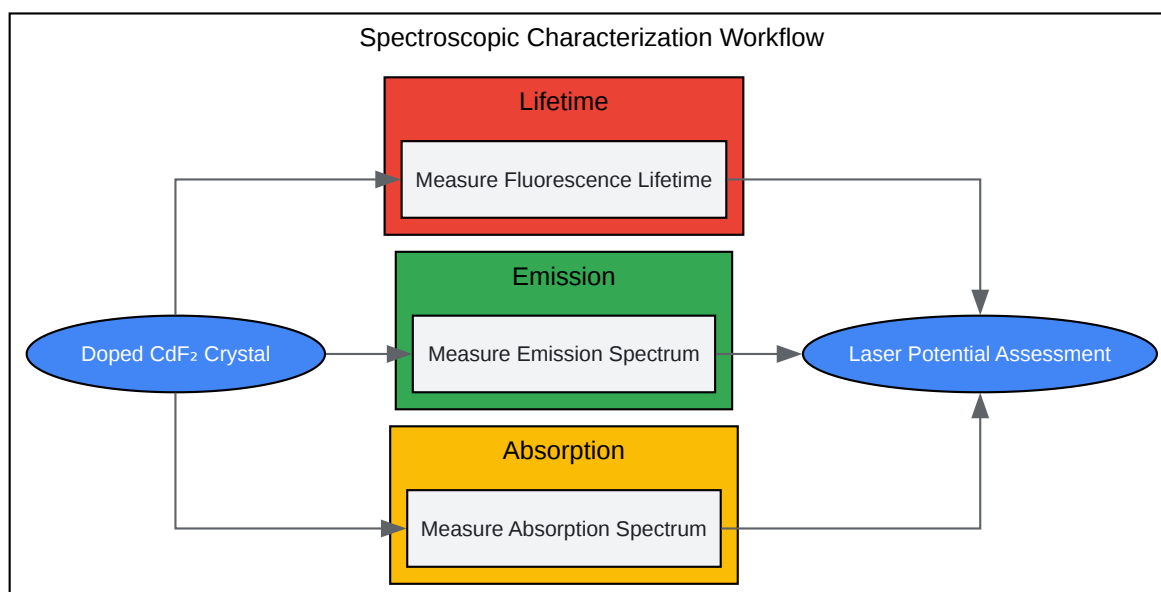 Spectroscopic Characterization Workflow
Lifetime
Measure Fluorescence Lifetime
Emission
Doped CdF₂ Crystal
Measure Emission Spectrum
Laser Potential Assessment
Absorption
Measure Absorption Spectrum